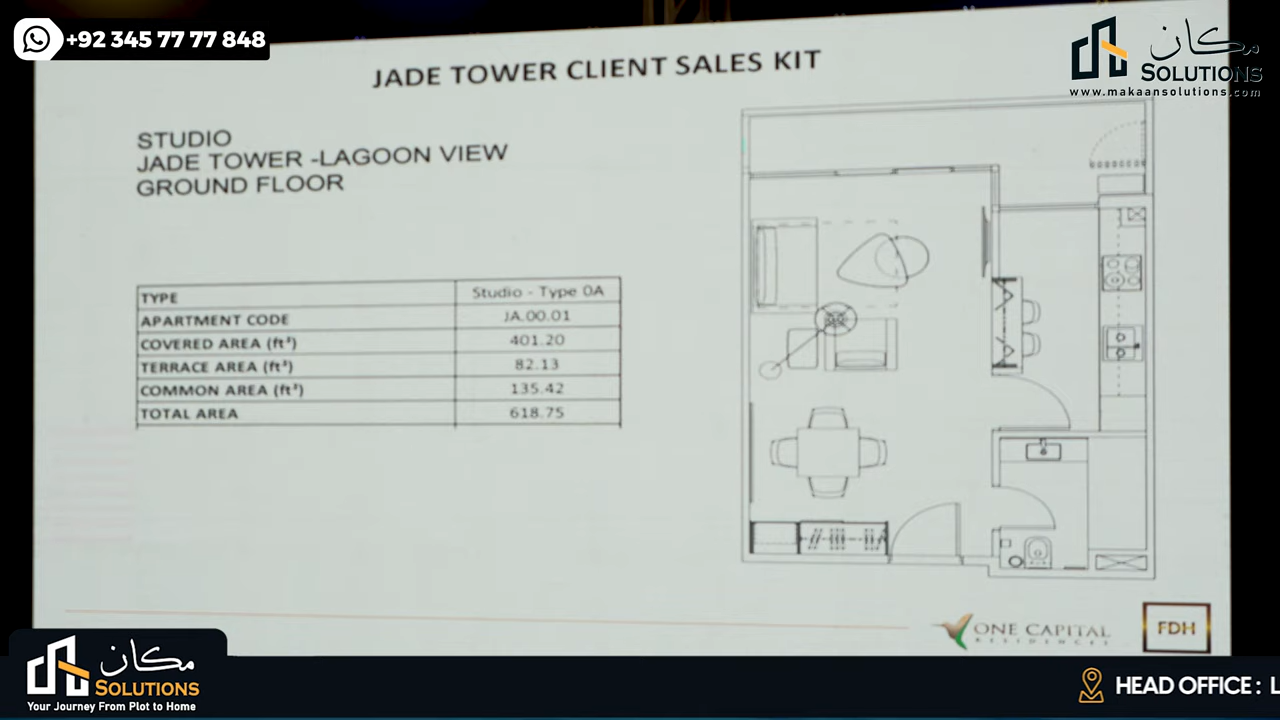 +92 345 77 77 848
مکان
SOLUTIONS
www.makaansolutions.com
JADE TOWER CLIENT SALES KIT
STUDIO
JADE TOWER -LAGOON VIEW
GROUND FLOOR
TYPE Studio - Type 0A
APARTMENT CODE JA.00.01
COVERED AREA (ft²) 401.20
TERRACE AREA (ft²) 82.13
COMMON AREA (ft²) 135.42
TOTAL AREA 618.75
ONE CAPITAL
RESIDENCES
FDH
مکان
SOLUTIONS
Your Journey From Plot to Home
HEAD OFFICE : L